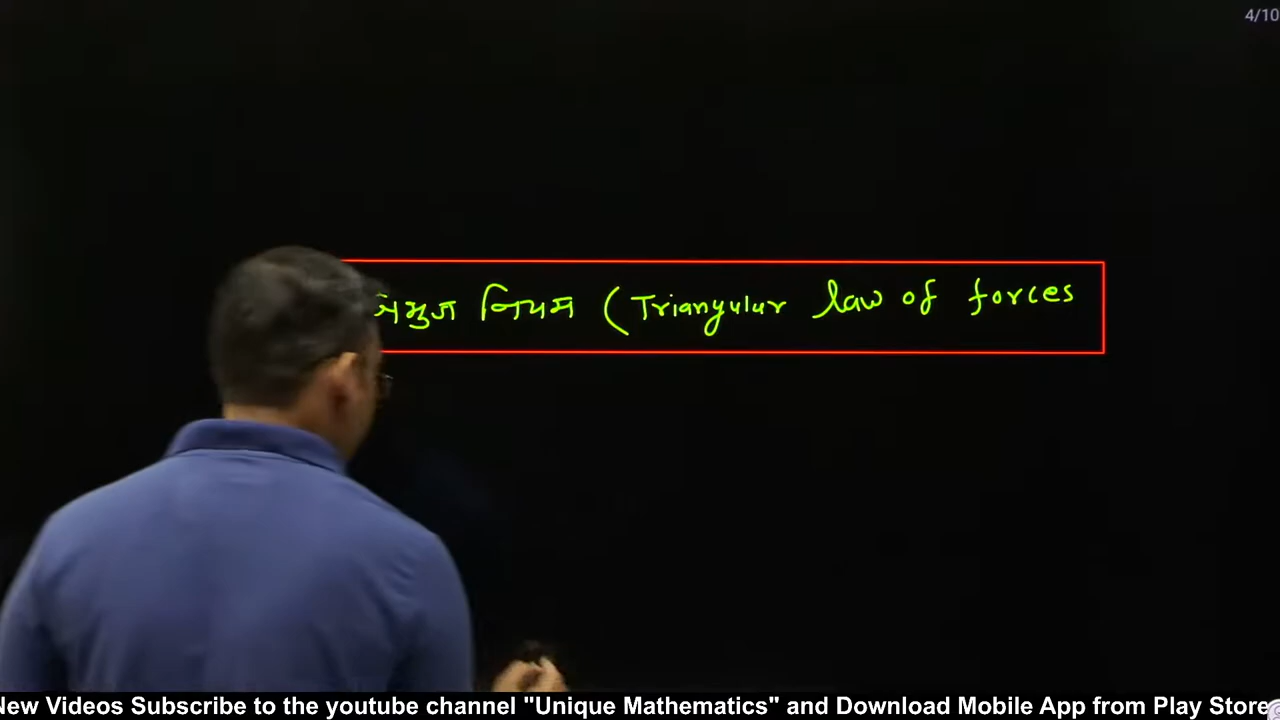 4/10
त्रिभुज नियम (Triangular law of forces
New Videos Subscribe to the youtube channel "Unique Mathematics" and Download Mobile App from Play Store